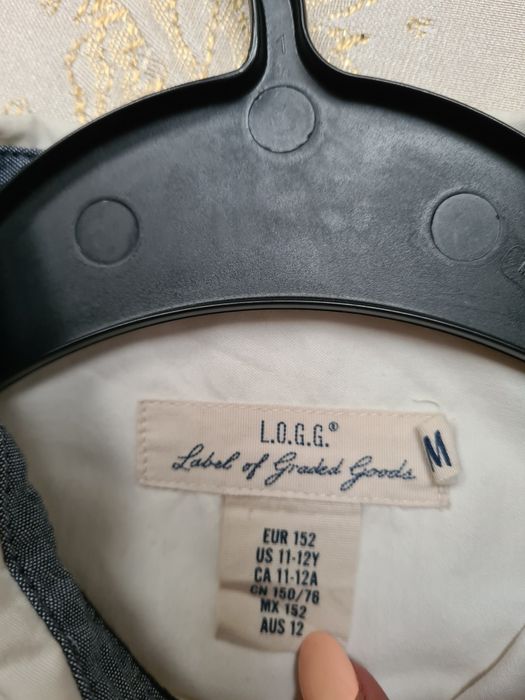 L.O.G.G.®
Label of Graded Goods
M
EUR 152
US 11-12Y
CA 11-12A
CN 150/76
MX 152
AUS 12